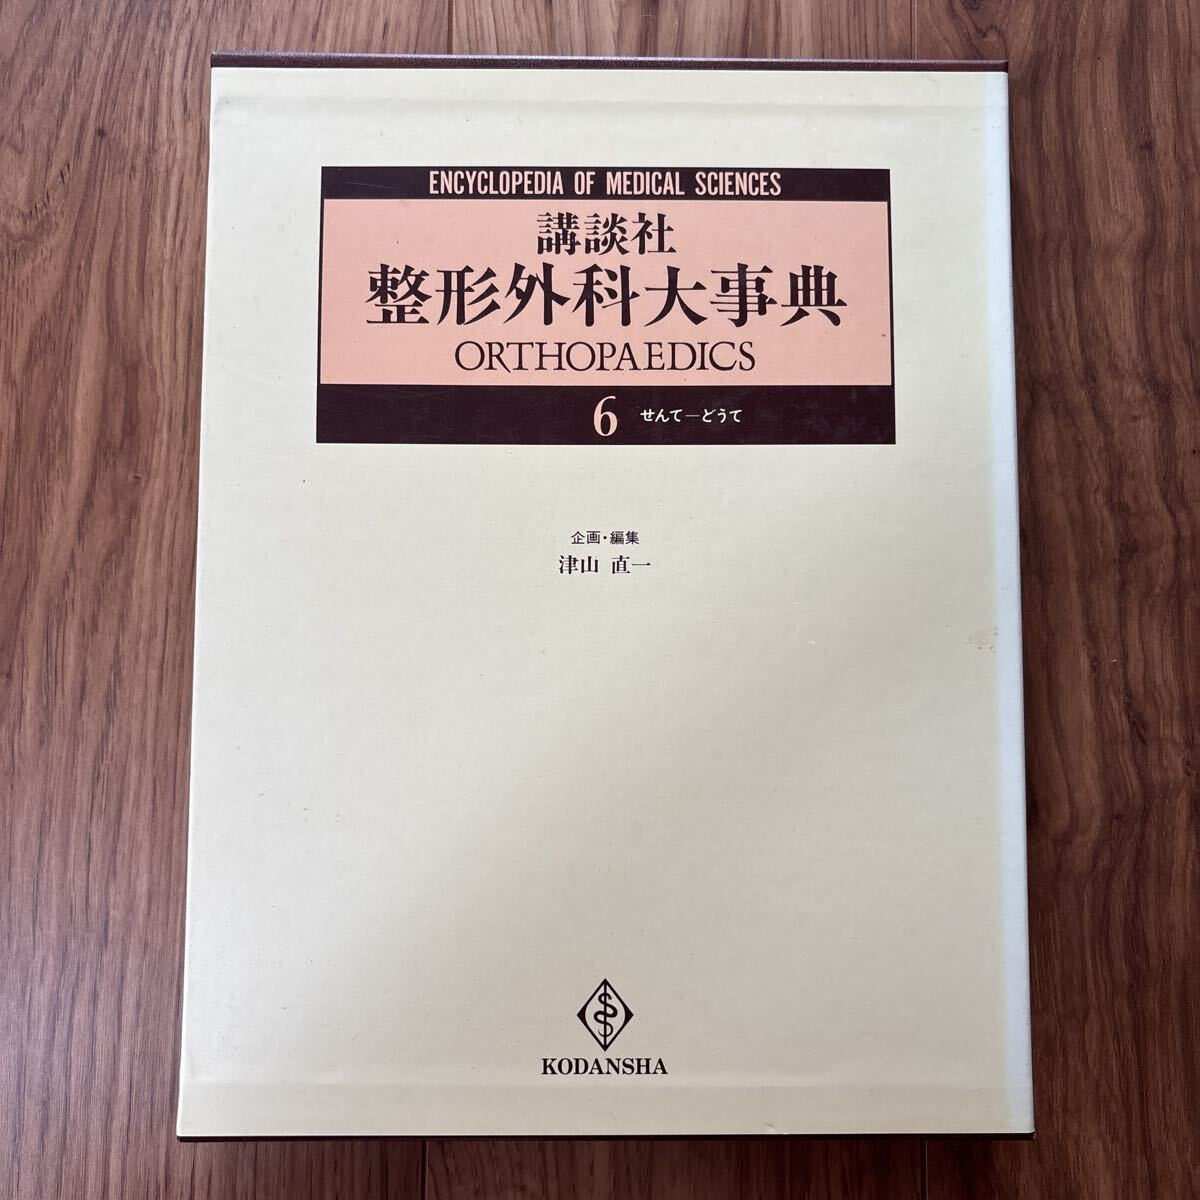 ENCYCLOPEDIA OF MEDICAL SCIENCES
講談社
整形外科大事典
ORTHOPAEDICS
6 せんて―どうて
企画・編集
津山 直一
KODANSHA